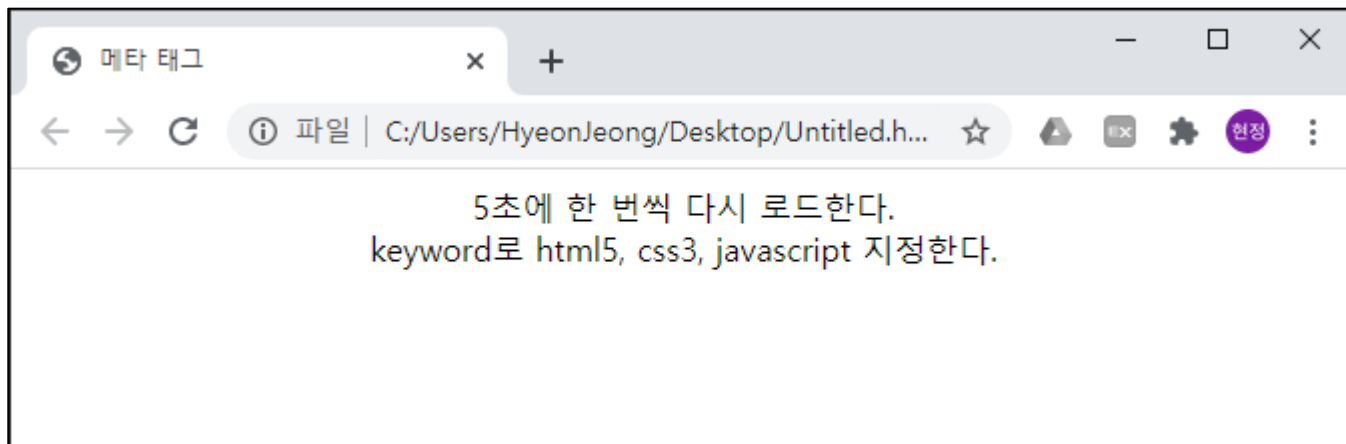 메타 태그
파일 | C:/Users/HyeonJeong/Desktop/Untitled.h...
EX
현정
5초에 한 번씩 다시 로드한다.
keyword로 html5, css3, javascript 지정한다.